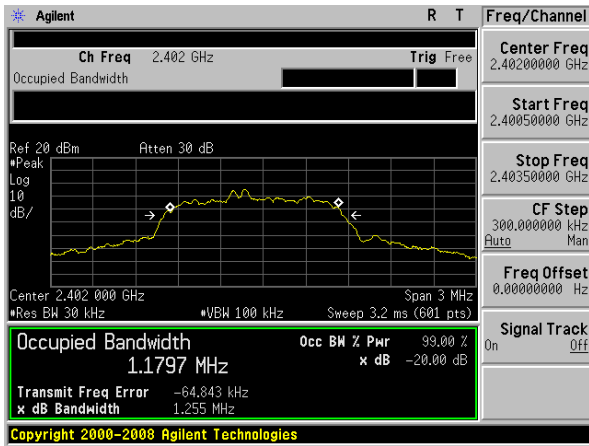 Agilent R T Freq/Channel
Ch Freq 2.402 GHz Trig Free
Occupied Bandwidth
Center Freq
2.40200000 GHz
Start Freq
2.40050000 GHz
Stop Freq
2.40350000 GHz
CF Step
300.000000 kHz
Auto Man
Freq Offset
0.00000000 Hz
Signal Track
On Off
Ref 20 dBm Atten 30 dB
#Peak
Log
10
dB/
Center 2.402 000 GHz Span 3 MHz
#Res BW 30 kHz #VBW 100 kHz Sweep 3.2 ms (601 pts)
Occupied Bandwidth Occ BW % Pwr 99.00 %
1.1797 MHz x dB -20.00 dB
Transmit Freq Error -64.843 kHz
x dB Bandwidth 1.255 MHz
Copyright 2000-2008 Agilent Technologies